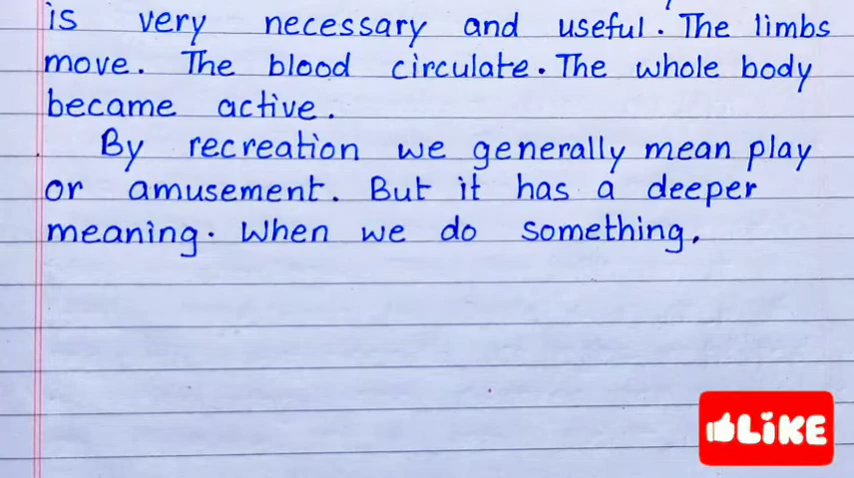 is very necessary and useful. The limbs
move. The blood circulate. The whole body
became active.
By recreation we generally mean play
or amusement. But it has a deeper
meaning. When we do something,
LIKE